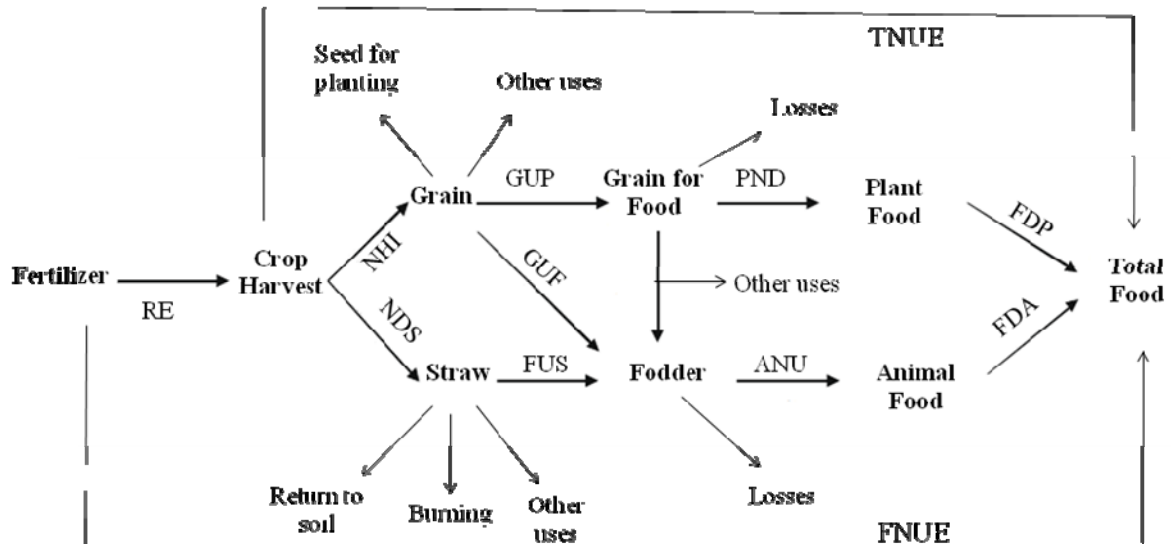 TNUE
Seed for
planting
Other uses
Losses
Grain
GUP
Grain for
Food
PND
Plant
Food
FDP
Crop
Harvest
NHI
GUF
Fertilizer
RE
Other uses
Total
Food
NDS
FDA
Straw
FUS
Fodder
ANU
Animal
Food
Return to
soil
Burning
Other
uses
Losses
FNUE